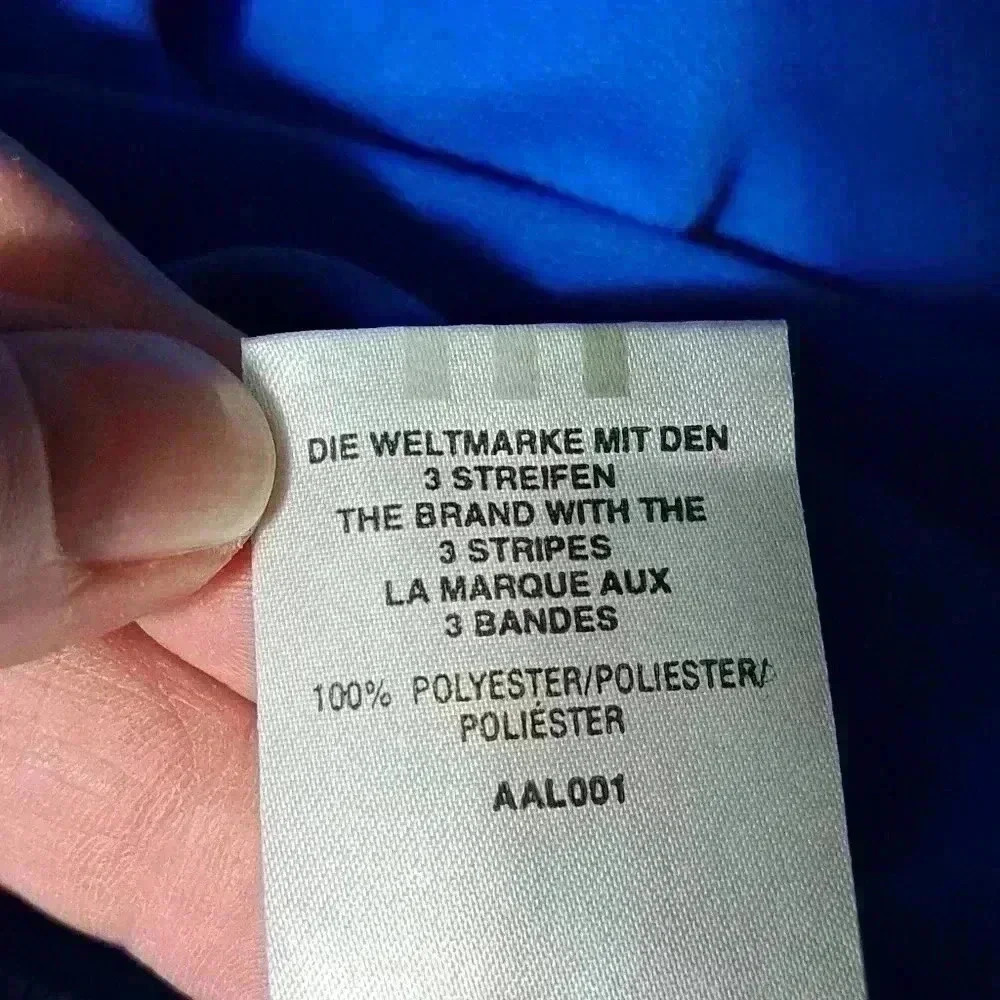 DIE WELTMARKE MIT DEN
3 STREIFEN
THE BRAND WITH THE
3 STRIPES
LA MARQUE AUX
3 BANDES
100% POLYESTER/POLIESTER/
POLIÉSTER
AAL001